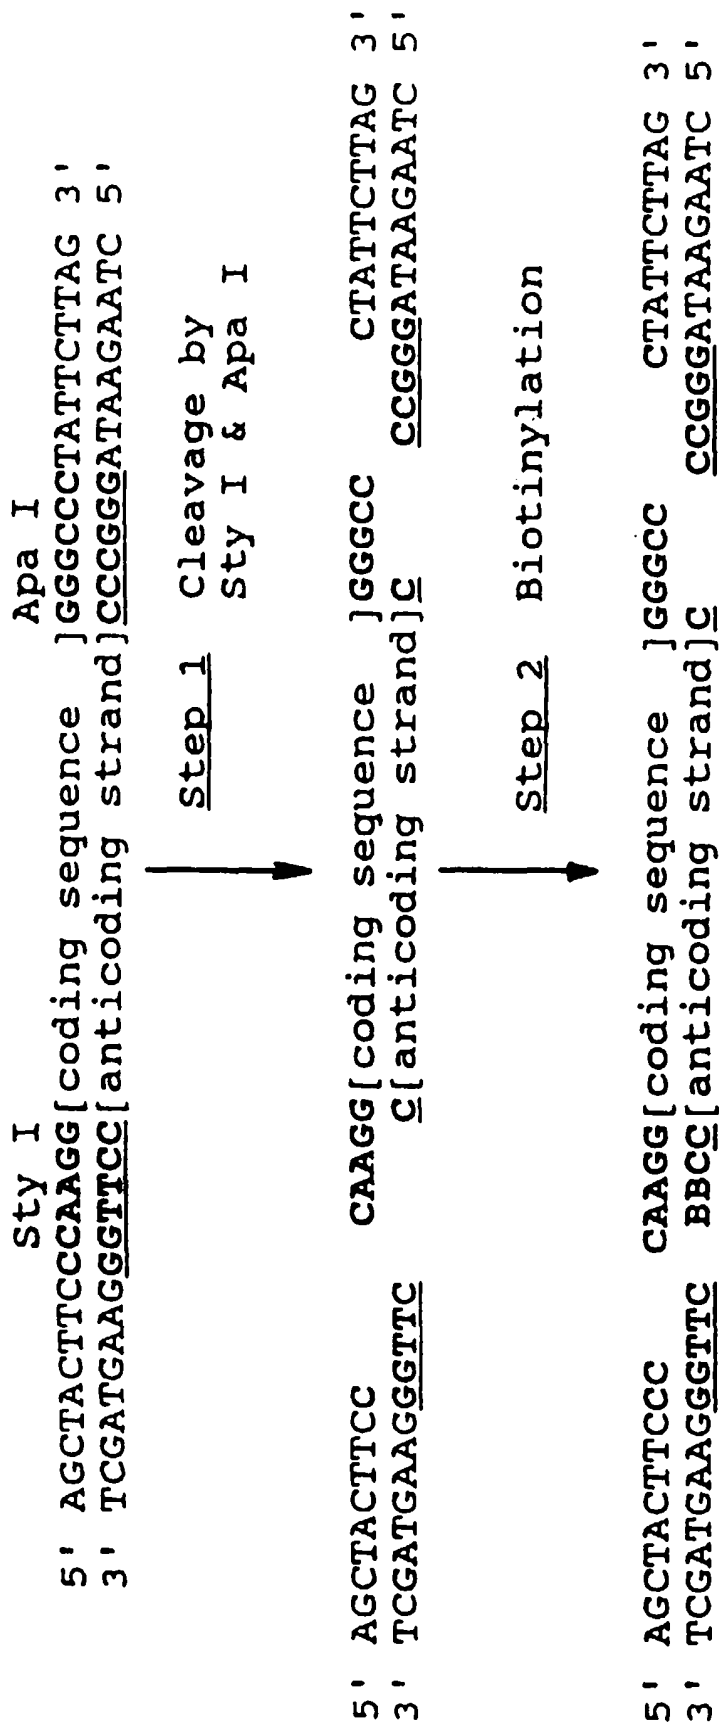 Sty I Apa I
5' AGCTACTTCCCAAGG[coding sequence ]GGGCCCTATTCTTAG 3'
3' TCGATGAAGGGTTCC[anticoding strand]CCCGGGATAAGAATC 5'
Step 1 Cleavage by
Sty I & Apa I
5' AGCTACTTCC CAAGG[coding sequence ]GGGCC CTATTCTTAG 3'
3' TCGATGAAGGGTTC C[anticoding strand]C CCGGGATAAGAATC 5'
Step 2 Biotinylation
5' AGCTACTTCCC CAAGG[coding sequence ]GGGCC CTATTCTTAG 3'
3' TCGATGAAGGGTTC BBCC[anticoding strand]C CCGGGATAAGAATC 5'